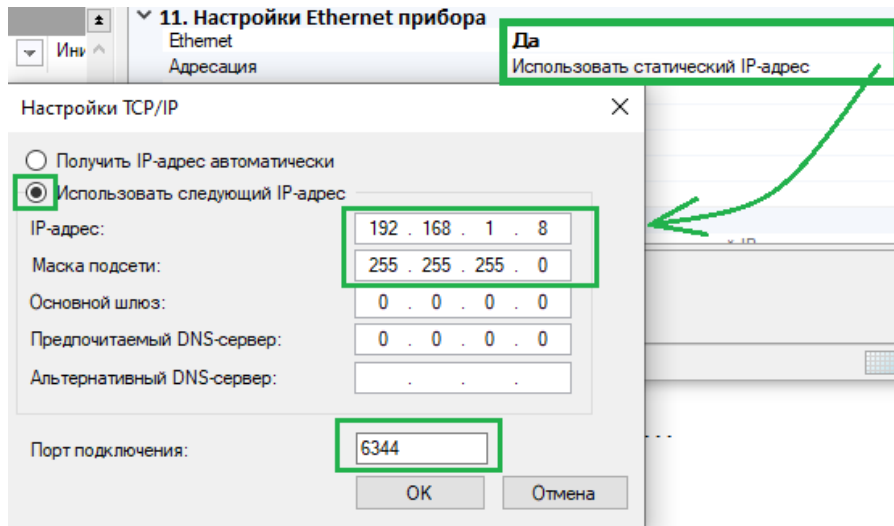 11. Настройки Ethernet прибора
Ethernet Да
Ини
Адресация Использовать статический IP-адрес
Настройки TCP/IP
Получить IP-адрес автоматически
Использовать следующий IP-адрес
IP-адрес: 192 . 168 . 1 . 8
Маска подсети: 255 . 255 . 255 . 0
Основной шлюз: 0 . 0 . 0 . 0
Предпочитаемый DNS-сервер: 0 . 0 . 0 . 0
Альтернативный DNS-сервер: . . .
Порт подключения: 6344
OK Отмена